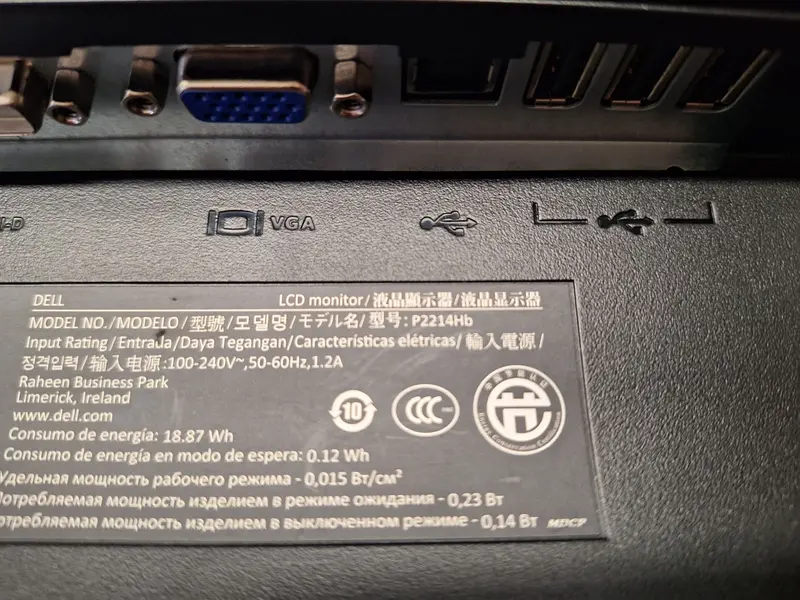 I-D
VGA
DELL LCD monitor/液晶顯示器/液晶显示器
MODEL NO./MODELO/型號/모델명/モデル名/型号: P2214Hb
Input Rating/Entrada/Daya Tegangan/Características elétricas/輸入電源/
정격입력/输入电源:100-240V~,50-60Hz,1.2A
Raheen Business Park
Limerick, Ireland
www.dell.com
10
CCC
Consumo de energía: 18.87 Wh
Consumo de energía en modo de espera: 0.12 Wh
Удельная мощность рабочего режима - 0,015 Вт/см²
Потребляемая мощность изделием в режиме ожидания - 0,23 Вт
отребляемая мощность изделием в выключенном режиме - 0,14 Вт